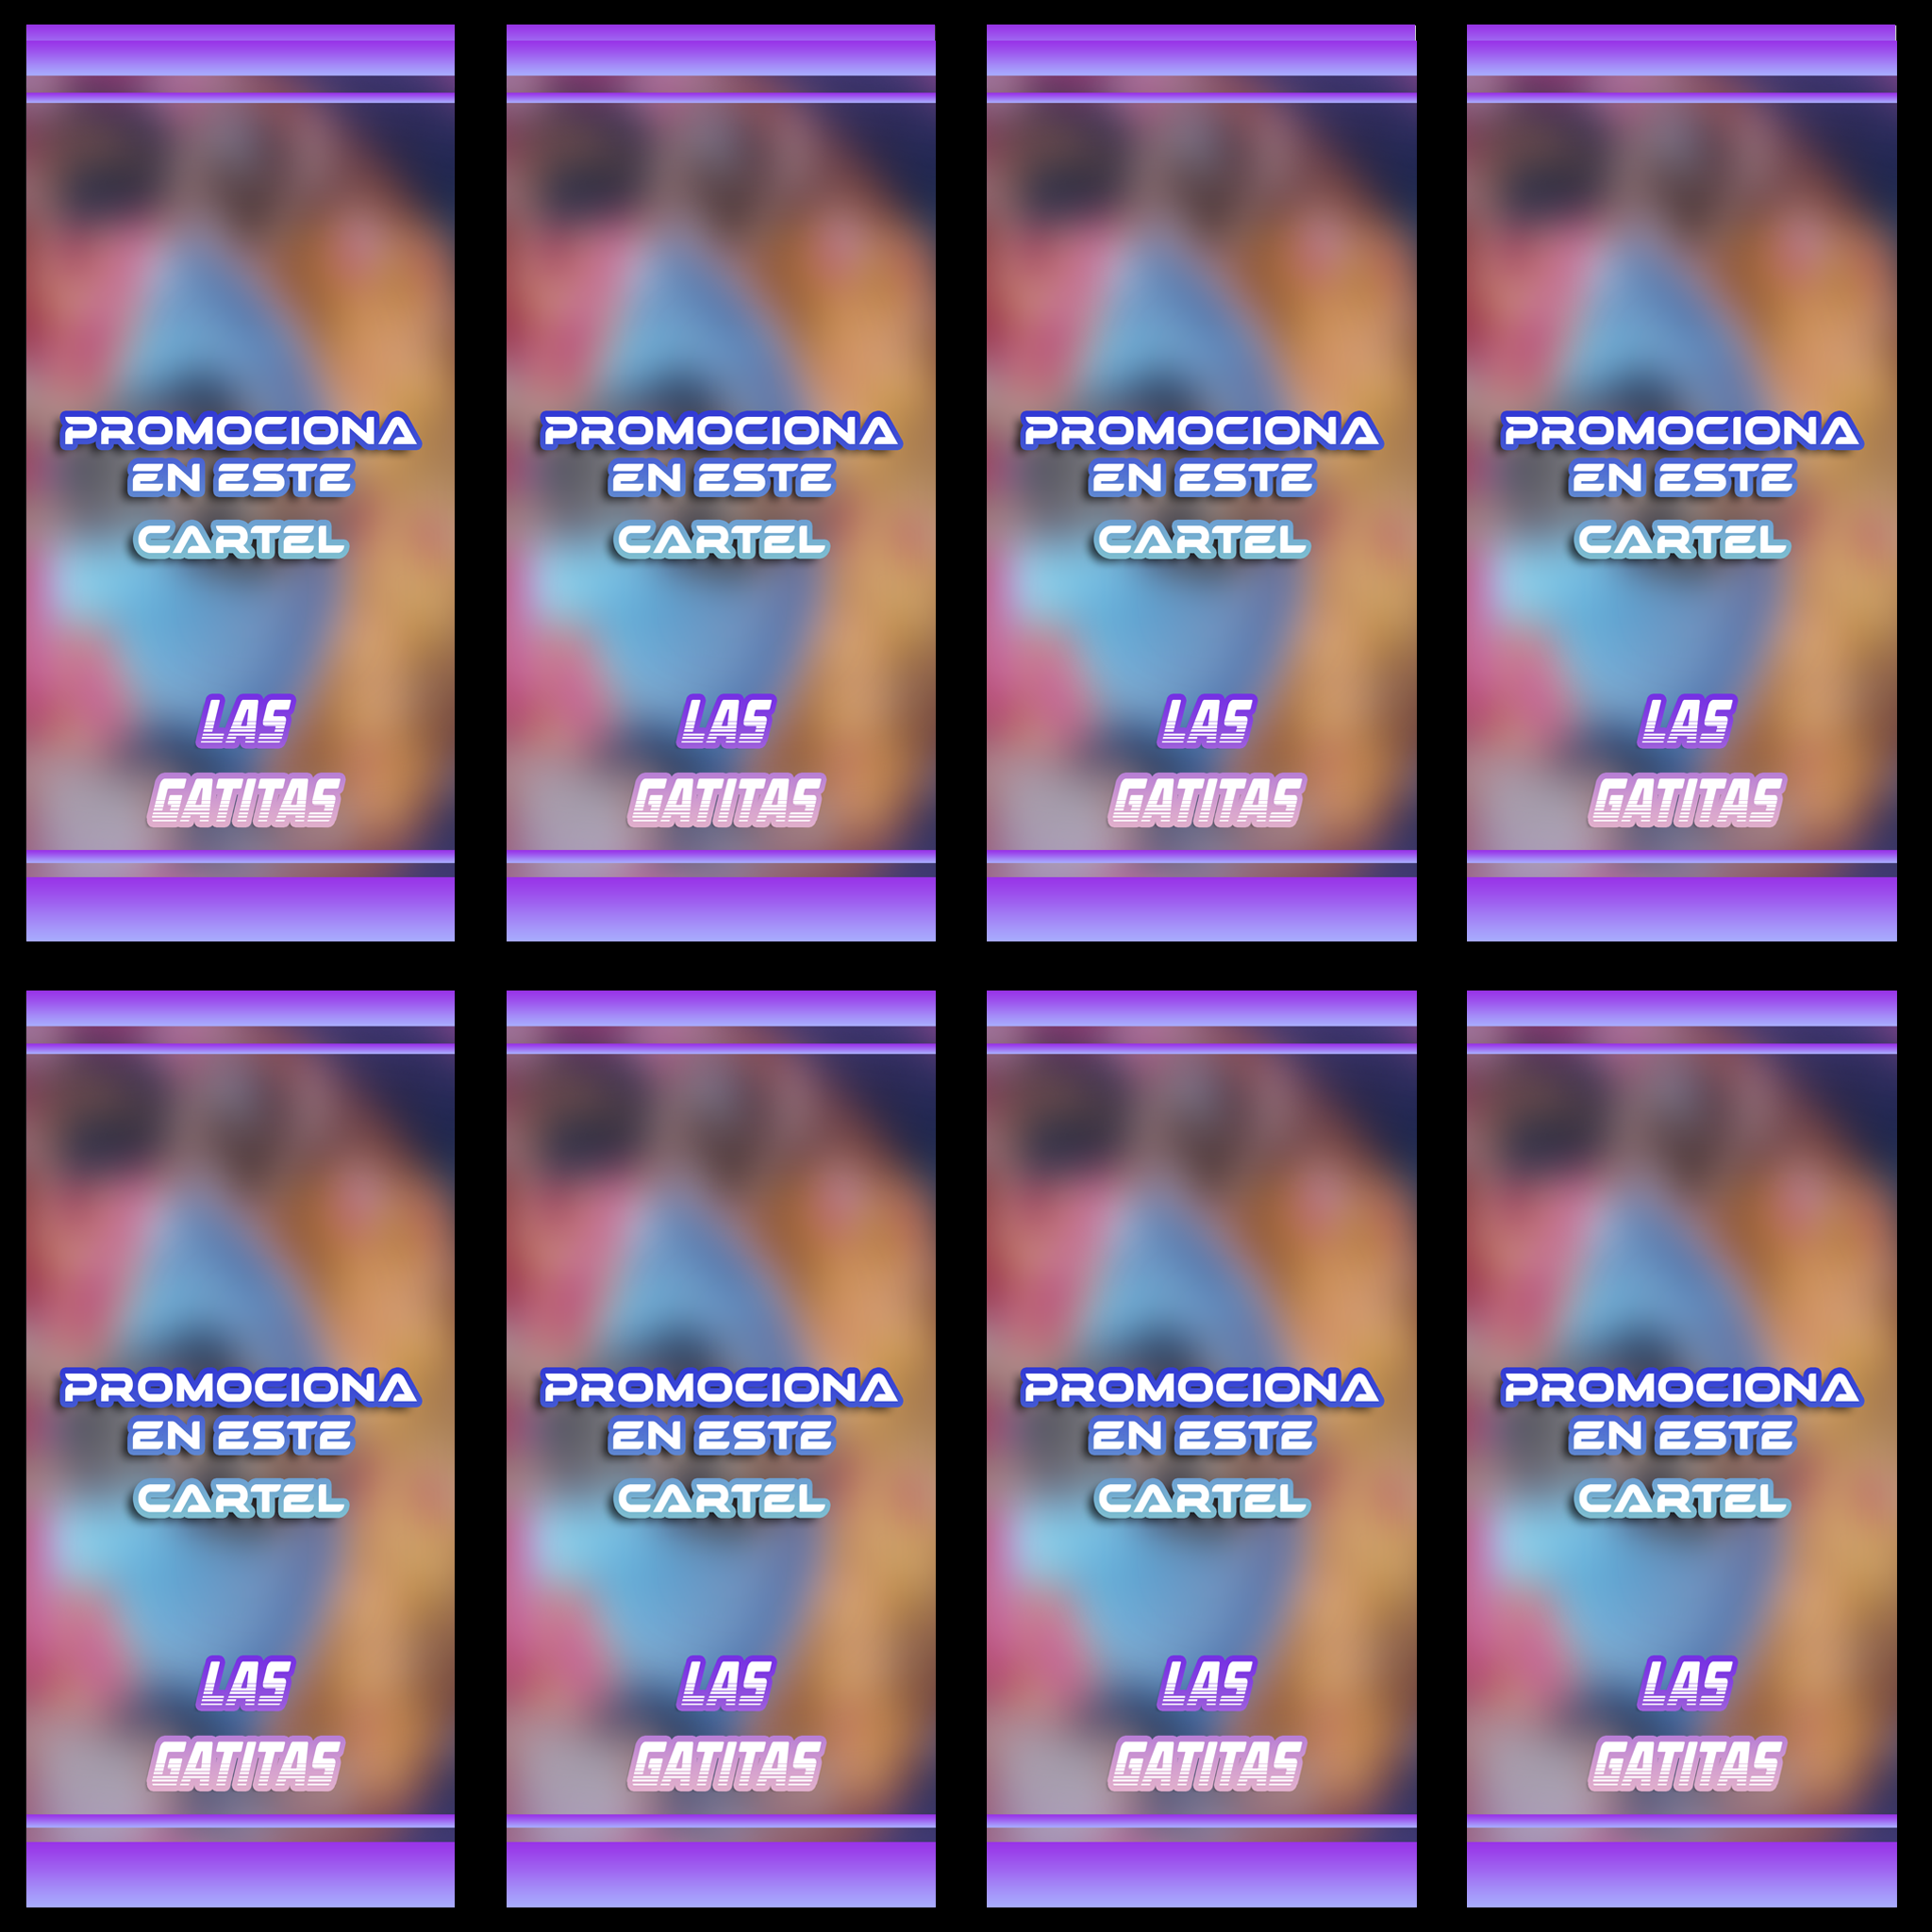 PROMOCIONA
EN ESTE
CARTEL
LAS
GATITAS
PROMOCIONA
EN ESTE
CARTEL
LAS
GATITAS
PROMOCIONA
EN ESTE
CARTEL
LAS
GATITAS
PROMOCIONA
EN ESTE
CARTEL
LAS
GATITAS
PROMOCIONA
EN ESTE
CARTEL
LAS
GATITAS
PROMOCIONA
EN ESTE
CARTEL
LAS
GATITAS
PROMOCIONA
EN ESTE
CARTEL
LAS
GATITAS
PROMOCIONA
EN ESTE
CARTEL
LAS
GATITAS